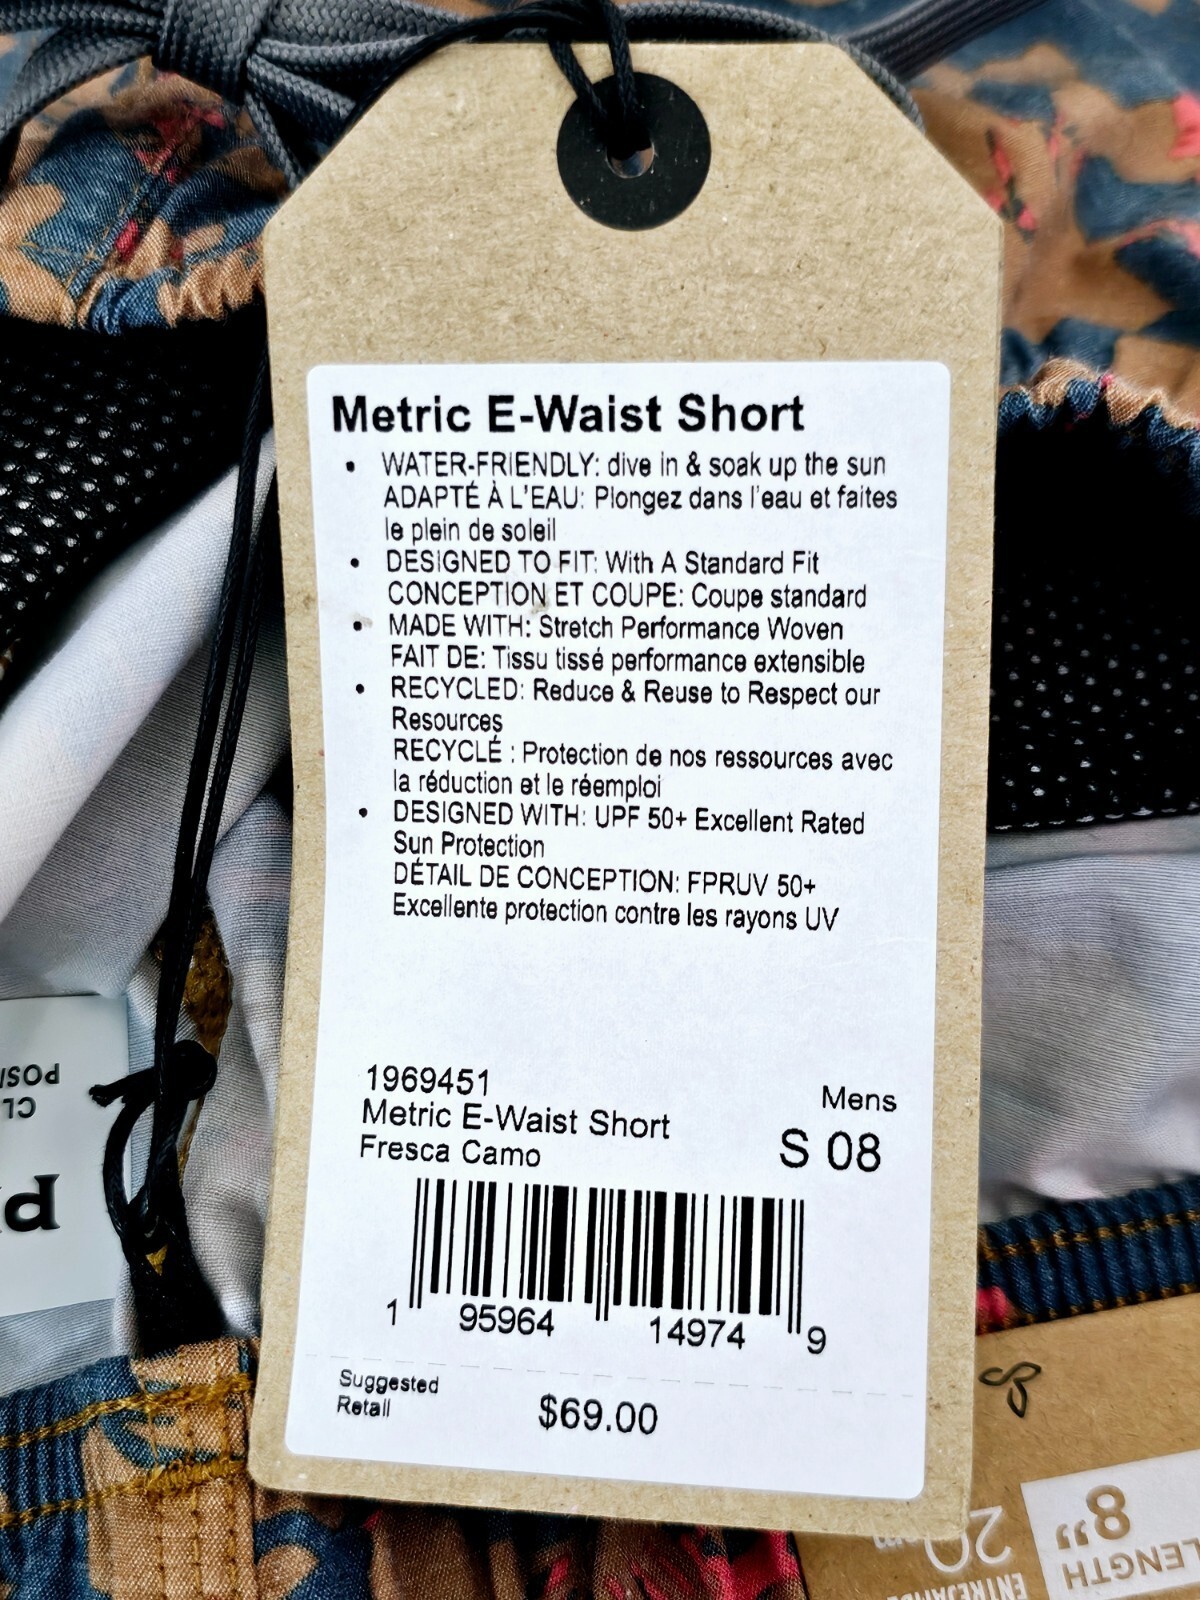 Metric E-Waist Short
• WATER-FRIENDLY: dive in & soak up the sun
ADAPTÉ À L'EAU: Plongez dans l'eau et faites
le plein de soleil
• DESIGNED TO FIT: With A Standard Fit
CONCEPTION ET COUPE: Coupe standard
• MADE WITH: Stretch Performance Woven
FAIT DE: Tissu tissé performance extensible
• RECYCLED: Reduce & Reuse to Respect our
Resources
RECYCLÉ : Protection de nos ressources avec
la réduction et le réemploi
• DESIGNED WITH: UPF 50+ Excellent Rated
Sun Protection
DÉTAIL DE CONCEPTION: FPRUV 50+
Excellente protection contre les rayons UV
1969451
Metric E-Waist Short
Fresca Camo
Mens
S 08
1 95964 14974 9
Suggested
Retail
$69.00
8"
LENGTH
20